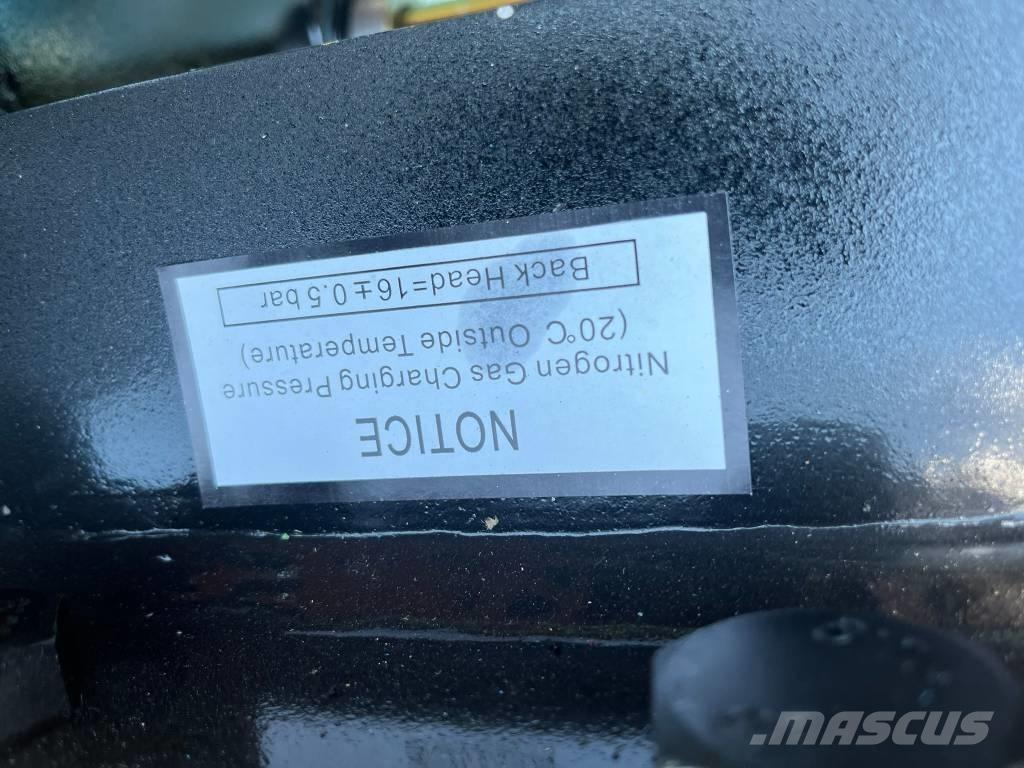 NOTICE
Nitrogen Gas Charging Pressure
(20℃ Outside Temperature)
Back Head=16±0.5 bar
MASCUS